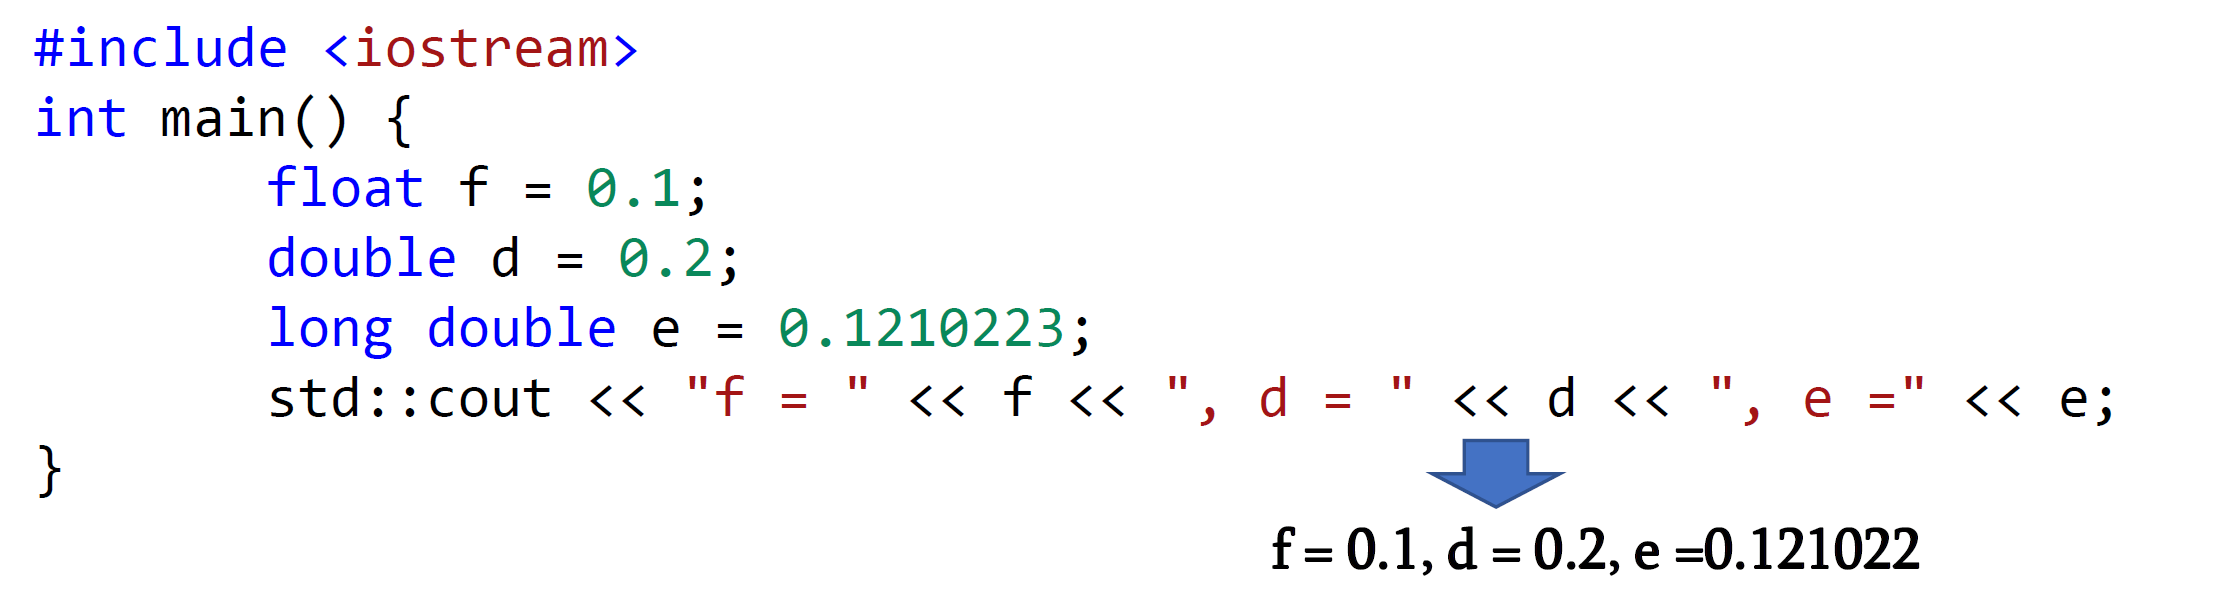 #include <iostream>
int main() {
float f = 0.1;
double d = 0.2;
long double e = 0.1210223;
std::cout << "f = " << f << ", d = " << d << ", e =" << e;
}
f = 0.1, d = 0.2, e =0.121022